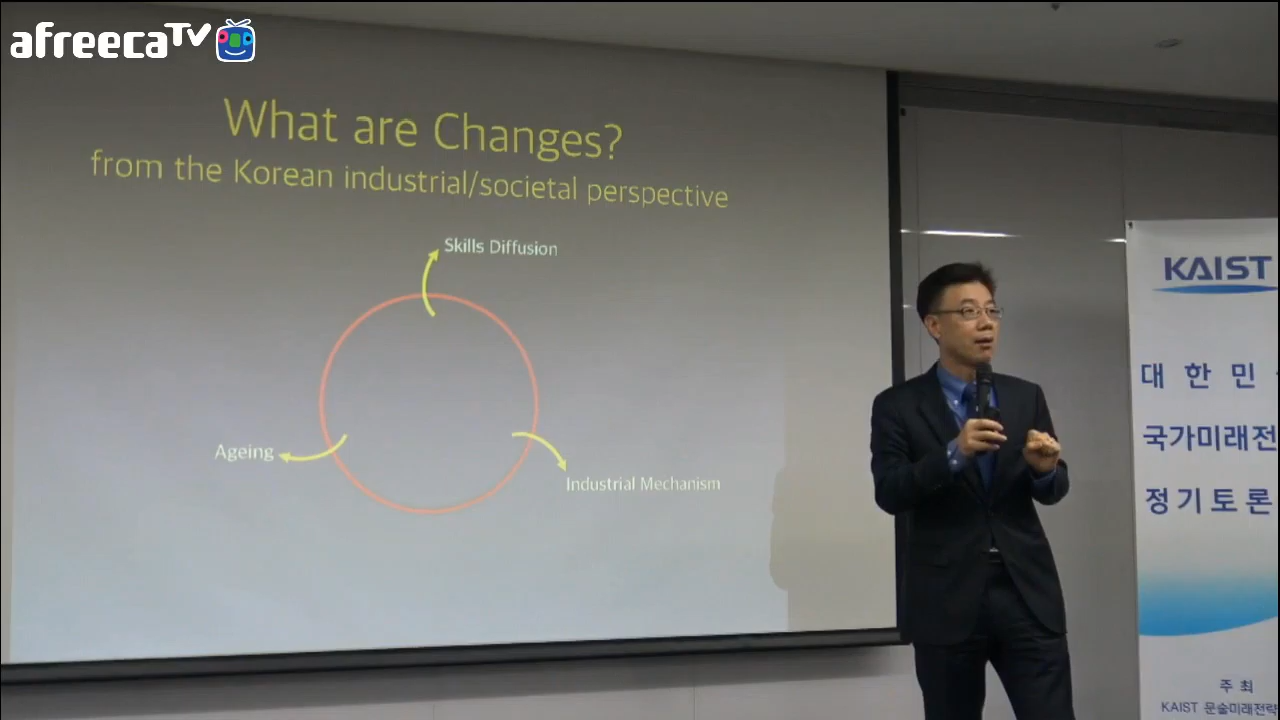 afreecaTV
What are Changes?
from the Korean industrial/societal perspective
Skills Diffusion
Ageing
Industrial Mechanism
KAIST
대 한 민
국가미래전
정기토론
주 최
KAIST 문술미래전략